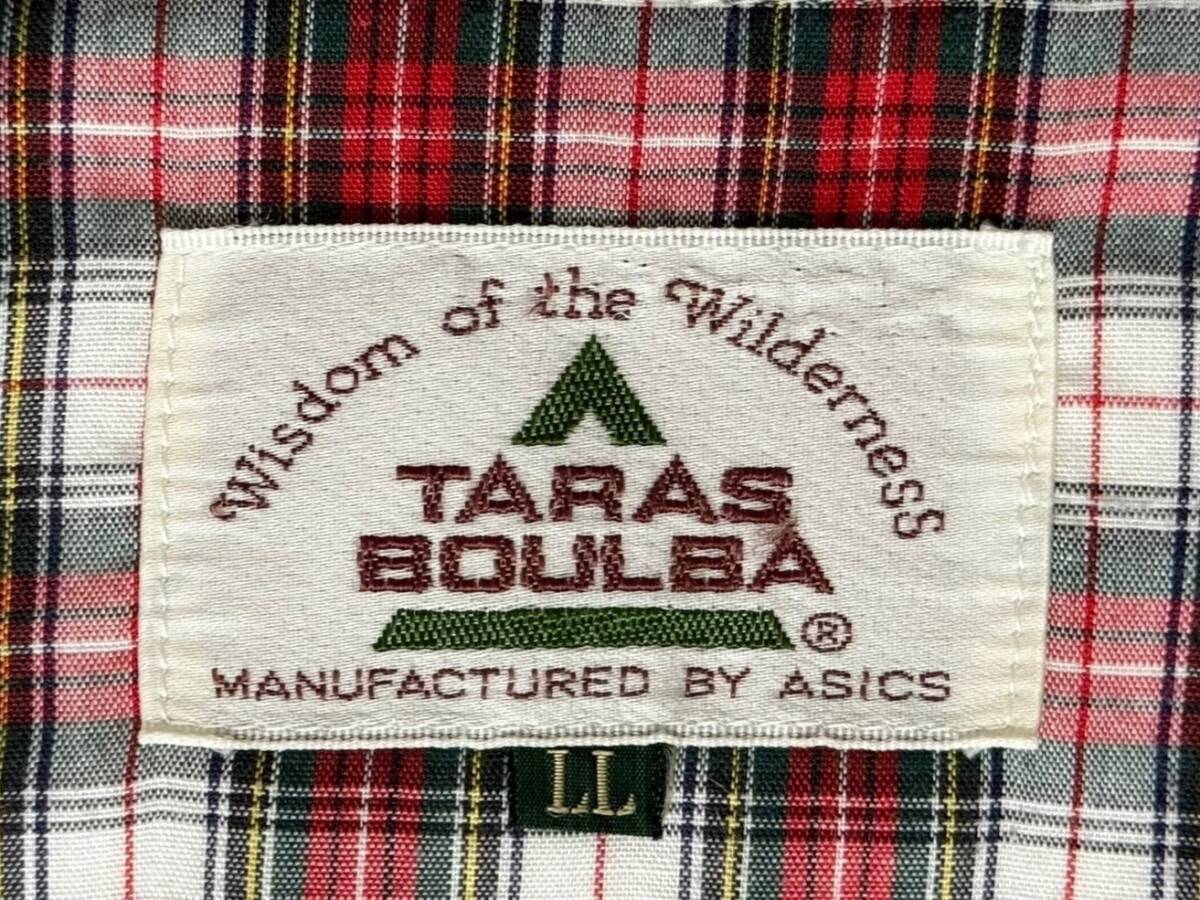 Wisdom of the Wilderness
TARAS
BOULBA
®
MANUFACTURED BY ASICS
LL